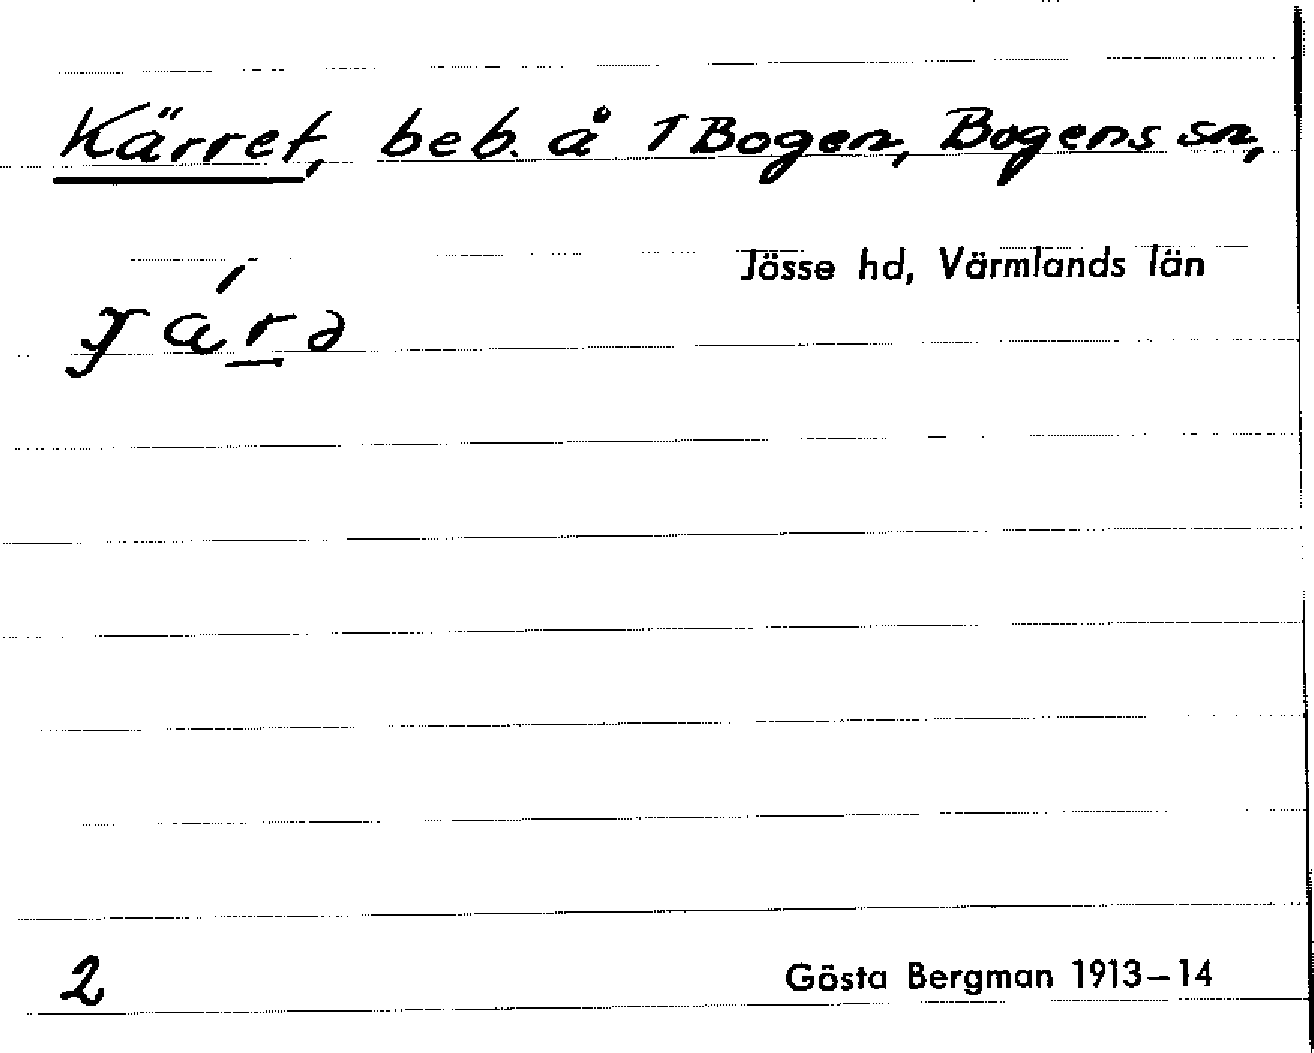 Kärret, beb. å 1 Bogen, Bogens sn,
Jösse hd, Värmlands län
2
Gösta Bergman 1913–14